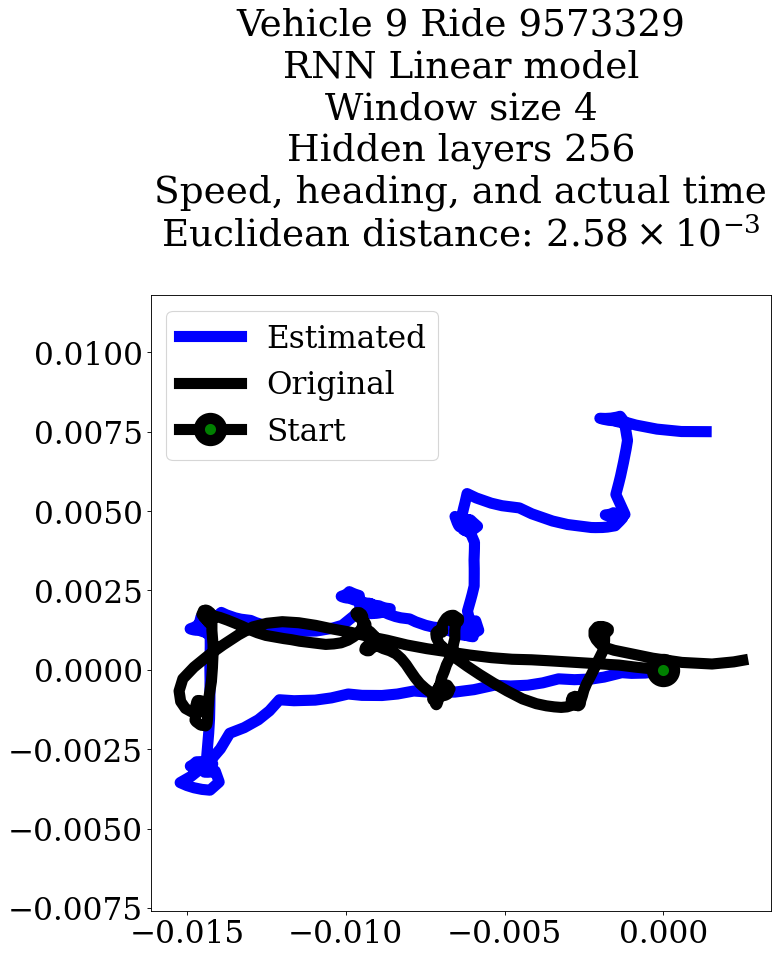 Vehicle 9 Ride 9573329
RNN Linear model
Window size 4
Hidden layers 256
Speed, heading, and actual time
Euclidean distance: 2.58 × 10⁻³
Estimated
Original
Start
0.0100
0.0075
0.0050
0.0025
0.0000
−0.0025
−0.0050
−0.0075
−0.015 −0.010 −0.005 0.000